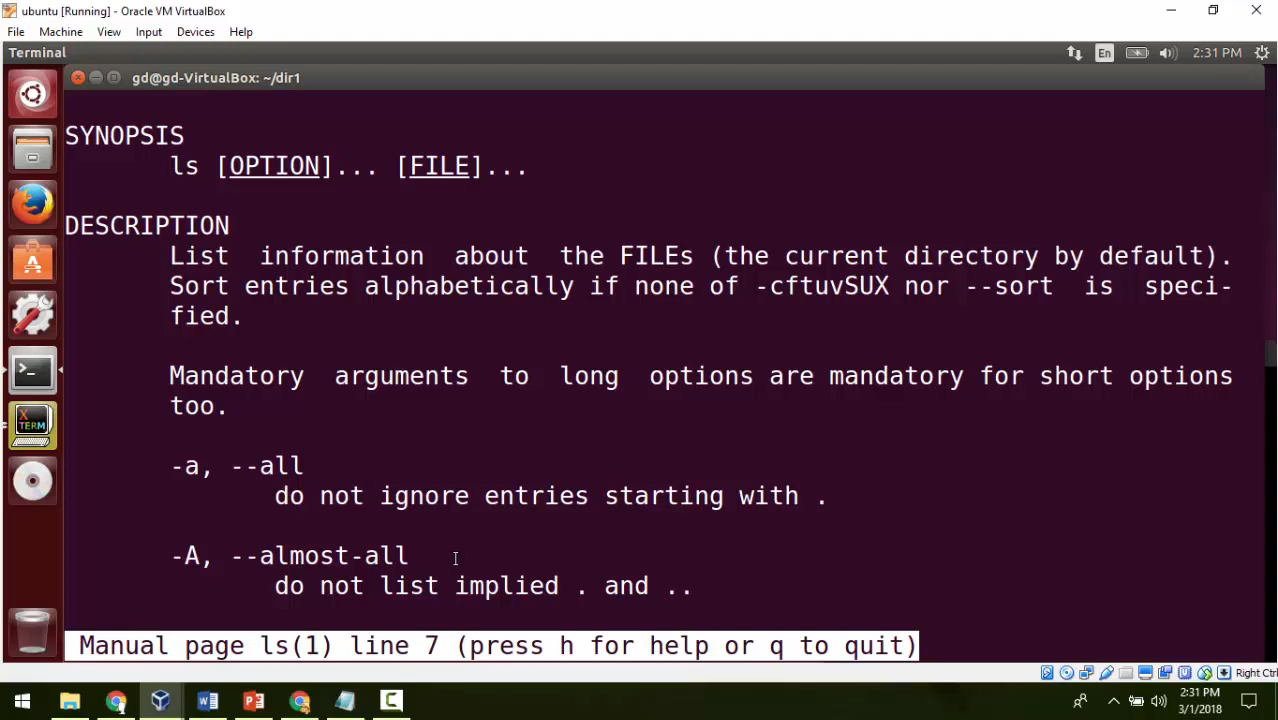 ubuntu [Running] - Oracle VM VirtualBox
File Machine View Input Devices Help
Terminal En 2:31 PM
gd@gd-VirtualBox: ~/dir1
SYNOPSIS
ls [OPTION]... [FILE]...
DESCRIPTION
List information about the FILEs (the current directory by default).
Sort entries alphabetically if none of -cftuvSUX nor --sort is speci-
fied.
Mandatory arguments to long options are mandatory for short options
too.
-a, --all
do not ignore entries starting with .
-A, --almost-all
do not list implied . and ..
X
TERM
Manual page ls(1) line 7 (press h for help or q to quit)
Right Ctrl
2:31 PM
3/1/2018